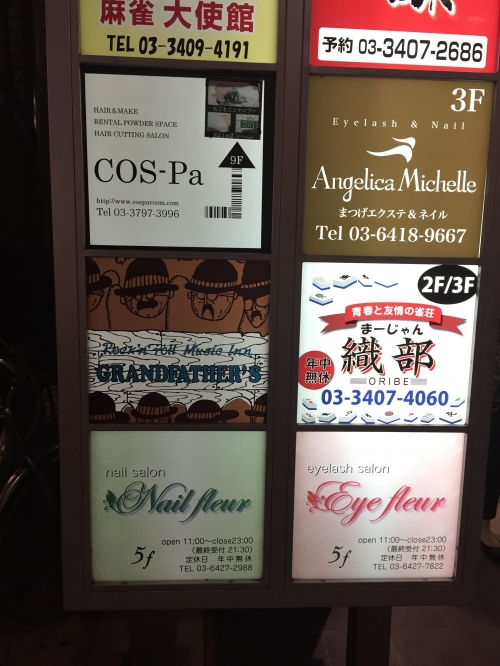 麻雀 大使館
TEL 03-3409-4191
予約 03-3407-2686
HAIR&MAKE
RENTAL POWDER SPACE
HAIR CUTTING SALON
COS-Pa
9F
http://www.cosparoom.com/
Tel 03-3797-3996
3F
Eyelash & Nail
Angelica Michelle
まつげエクステ&ネイル
Tel 03-6418-9667
Rock'n' roll Music Inn
GRANDFATHER'S
2F/3F
青春と友情の雀荘
まーじゃん
織部
ORIBE
年中
無休
03-3407-4060
nail salon
Nail fleur
open 11:00〜close23:00
(最終受付 21:30)
定休日 年中無休
5f
TEL 03-6427-2988
eyelash salon
Eye fleur
open 11:00〜close23:00
(最終受付 21:30)
定休日 年中無休
5f
TEL 03-6427-7822